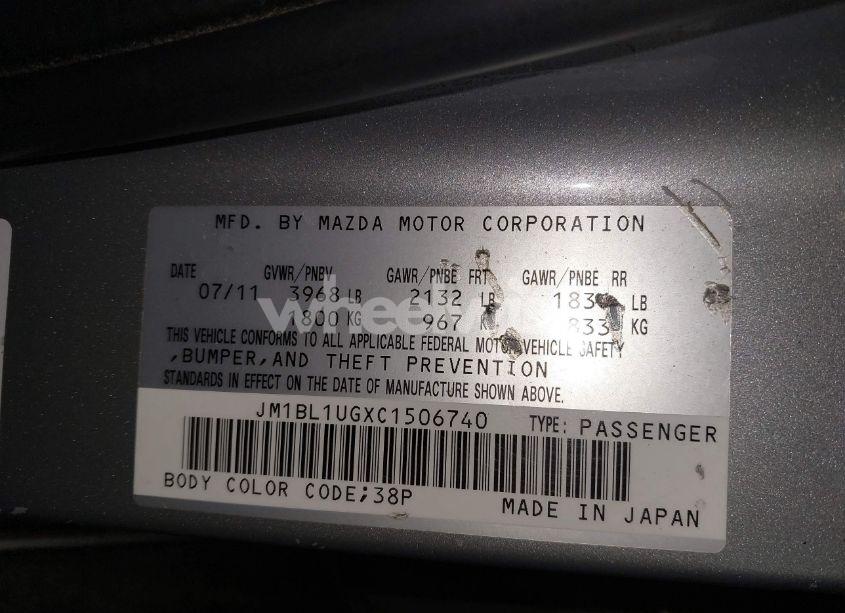 MFD. BY MAZDA MOTOR CORPORATION
DATE GVWR/PNBV GAWR/PNBE FRT GAWR/PNBE RR
07/11 3968 LB 2132 LB LB
1800 KG 967 833 KG
THIS VEHICLE CONFORMS TO ALL APPLICABLE FEDERAL MOTOR VEHICLE SAFETY
,BUMPER,AND THEFT PREVENTION
STANDARDS IN EFFECT ON THE DATE OF MANUFACTURE SHOWN ABOVE.
JM1BL1UGXC1506740 TYPE: PASSENGER
BODY COLOR CODE;38P MADE IN JAPAN